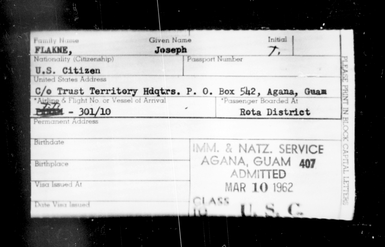 Family Name Given Name Initial
FLAKNE, Joseph T.
Nationality (Citizenship) Passport Number
U.S. Citizen
United States Address
C/o Trust Territory Hdqtrs. P. O. Box 542, Agana, Guam
*Airline & Flight No. or Vessel of Arrival *Passenger Boarded At
- 301/10 Rota District
Permanent Address
Birthdate
IMM. & NATZ. SERVICE
Birthplace
AGANA, GUAM 407
ADMITTED
Visa Issued At
MAR 10 1962
CLASS
Date Visa Issued
U. S. C.
PLEASE PRINT IN BLOCK CAPITAL LETTERS